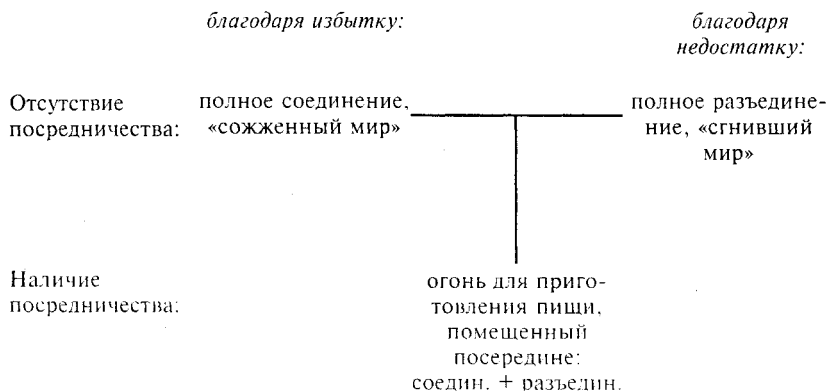 благодаря избытку:
благодаря
недостатку:
Отсутствие
посредничества:
полное соединение,
«сожженный мир»
полное разъедине-
ние, «сгнивший
мир»
Наличие
посредничества:
огонь для приго-
товления пищи,
помещенный
посередине:
соедин. + разъедин.